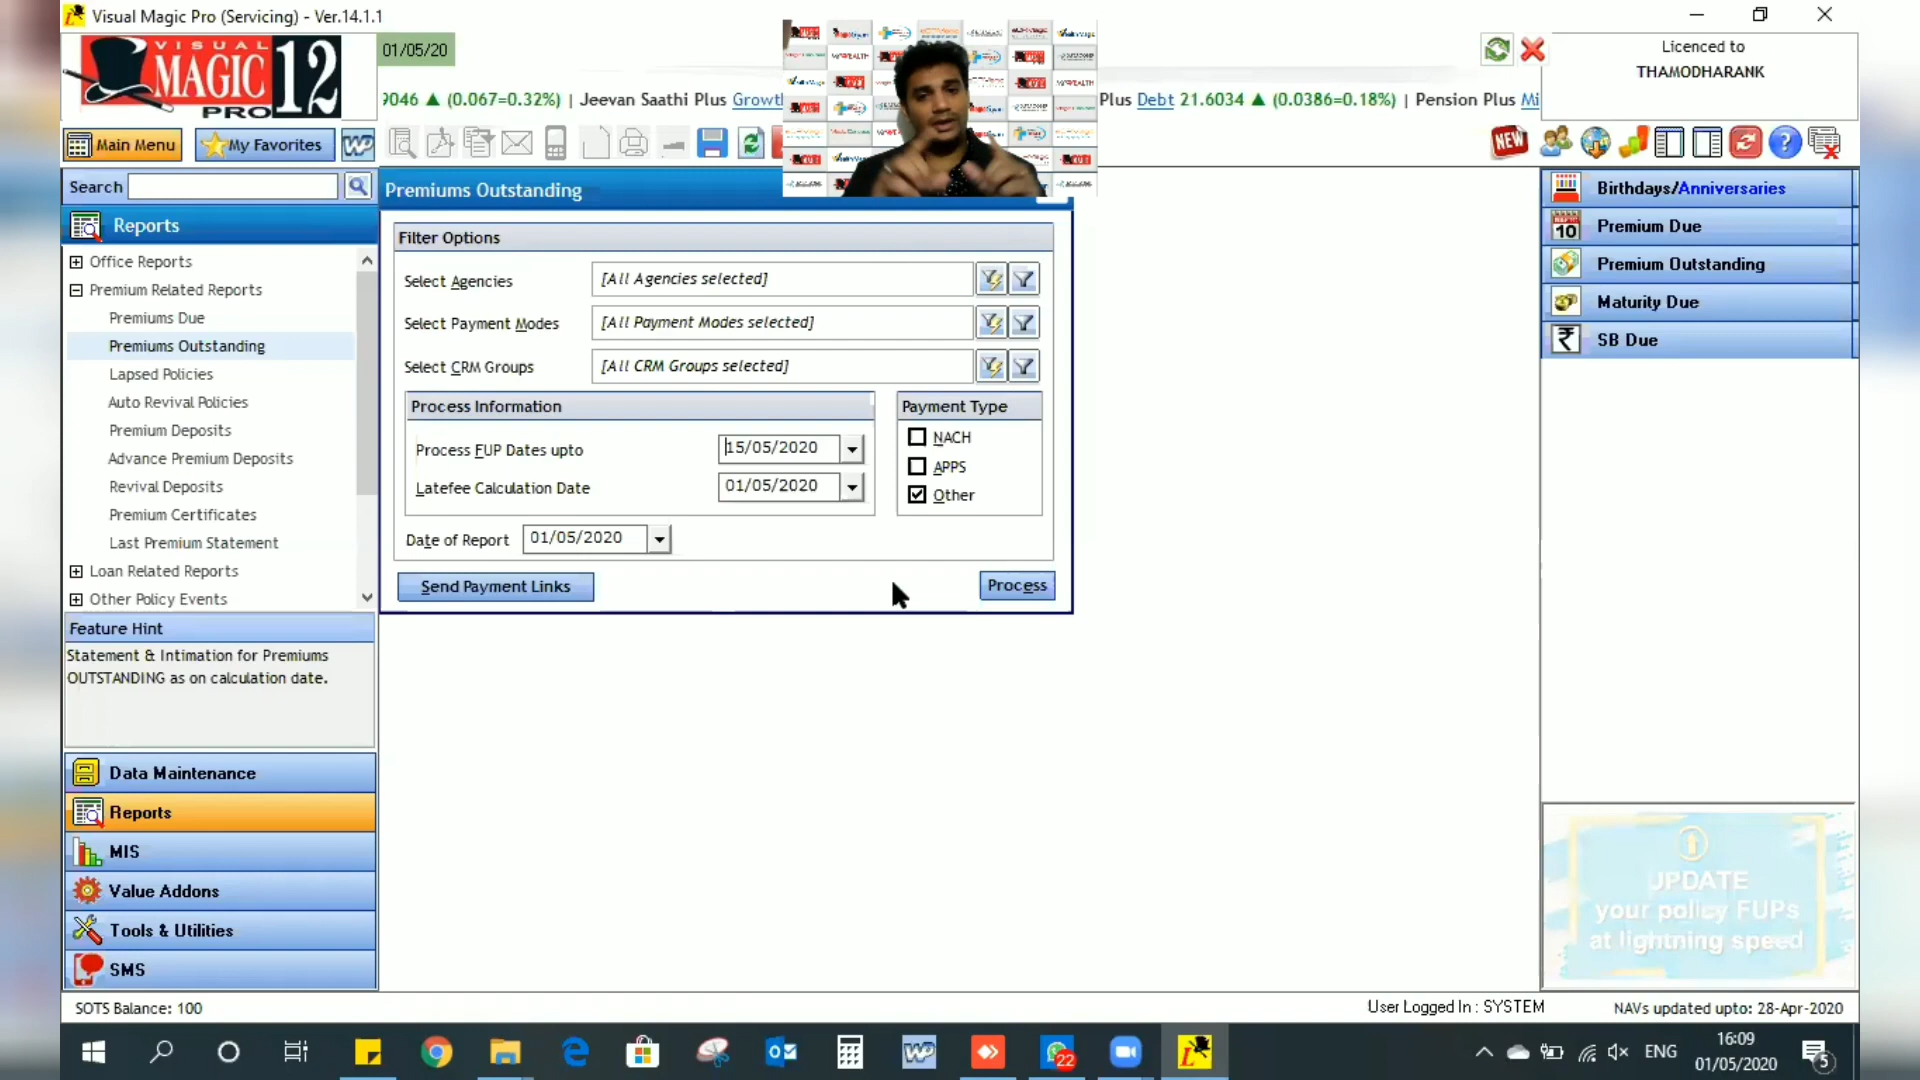 Visual Magic Pro (Servicing) - Ver.14.1.1
VISUAL
MAGIC
PRO
12
01/05/20
Licenced to
THAMODHARANK
9046 ▲ (0.067=0.32%) | Jeevan Saathi Plus Growth
Plus Debt 21.6034 ▲ (0.0386=0.18%) | Pension Plus Mi
Main Menu
My Favorites
WP
NEW
Search
Reports
Office Reports
Premium Related Reports
Premiums Due
Premiums Outstanding
Lapsed Policies
Auto Revival Policies
Premium Deposits
Advance Premium Deposits
Revival Deposits
Premium Certificates
Last Premium Statement
Loan Related Reports
Other Policy Events
Feature Hint
Statement & Intimation for Premiums
OUTSTANDING as on calculation date.
Data Maintenance
Reports
MIS
Value Addons
Tools & Utilities
SMS
Premiums Outstanding
Filter Options
Select Agencies
[All Agencies selected]
Select Payment Modes
[All Payment Modes selected]
Select CRM Groups
[All CRM Groups selected]
Process Information
Process FUP Dates upto
15/05/2020
Latefee Calculation Date
01/05/2020
Payment Type
NACH
APPS
Other
Date of Report
01/05/2020
Send Payment Links
Process
Birthdays/Anniversaries
Premium Due
10
Premium Outstanding
Maturity Due
SB Due
UPDATE
your policy FUPs
at lightning speed
SOTS Balance: 100
User Logged In : SYSTEM
NAVs updated upto: 28-Apr-2020
WP
22
ENG
16:09
01/05/2020
5